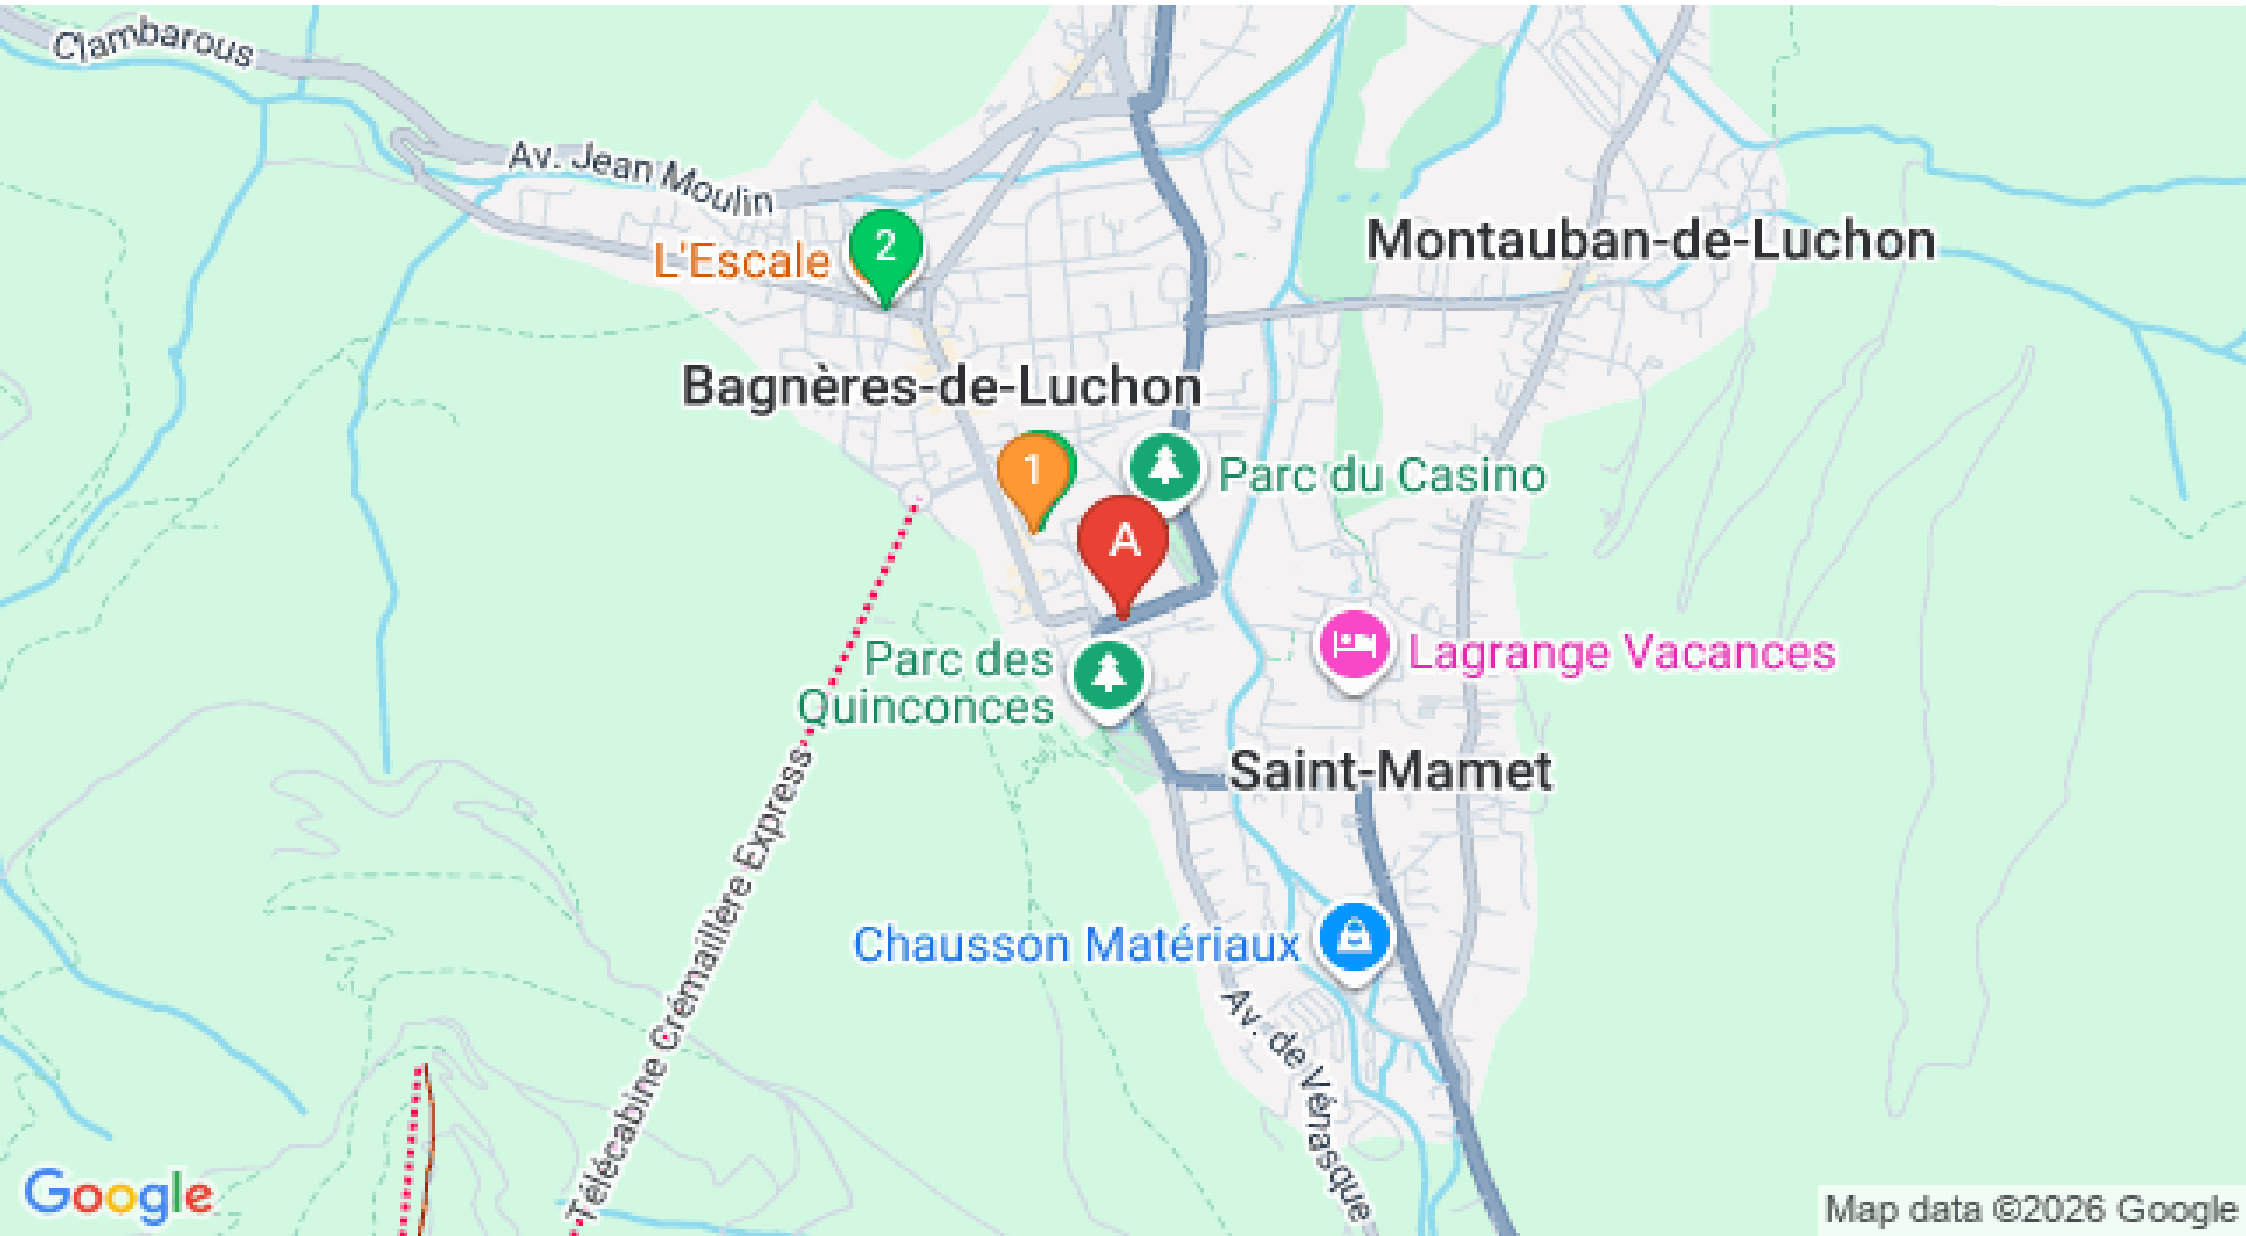 Clambarous
Av. Jean Moulin
2
L'Escale
Montauban-de-Luchon
Bagnères-de-Luchon
1
Parc du Casino
A
Parc des
Quinconces
Lagrange Vacances
Saint-Mamet
Télécabine Crémaillère Express
Chausson Matériaux
Av. de Vénasque
Google
Map data ©2026 Google